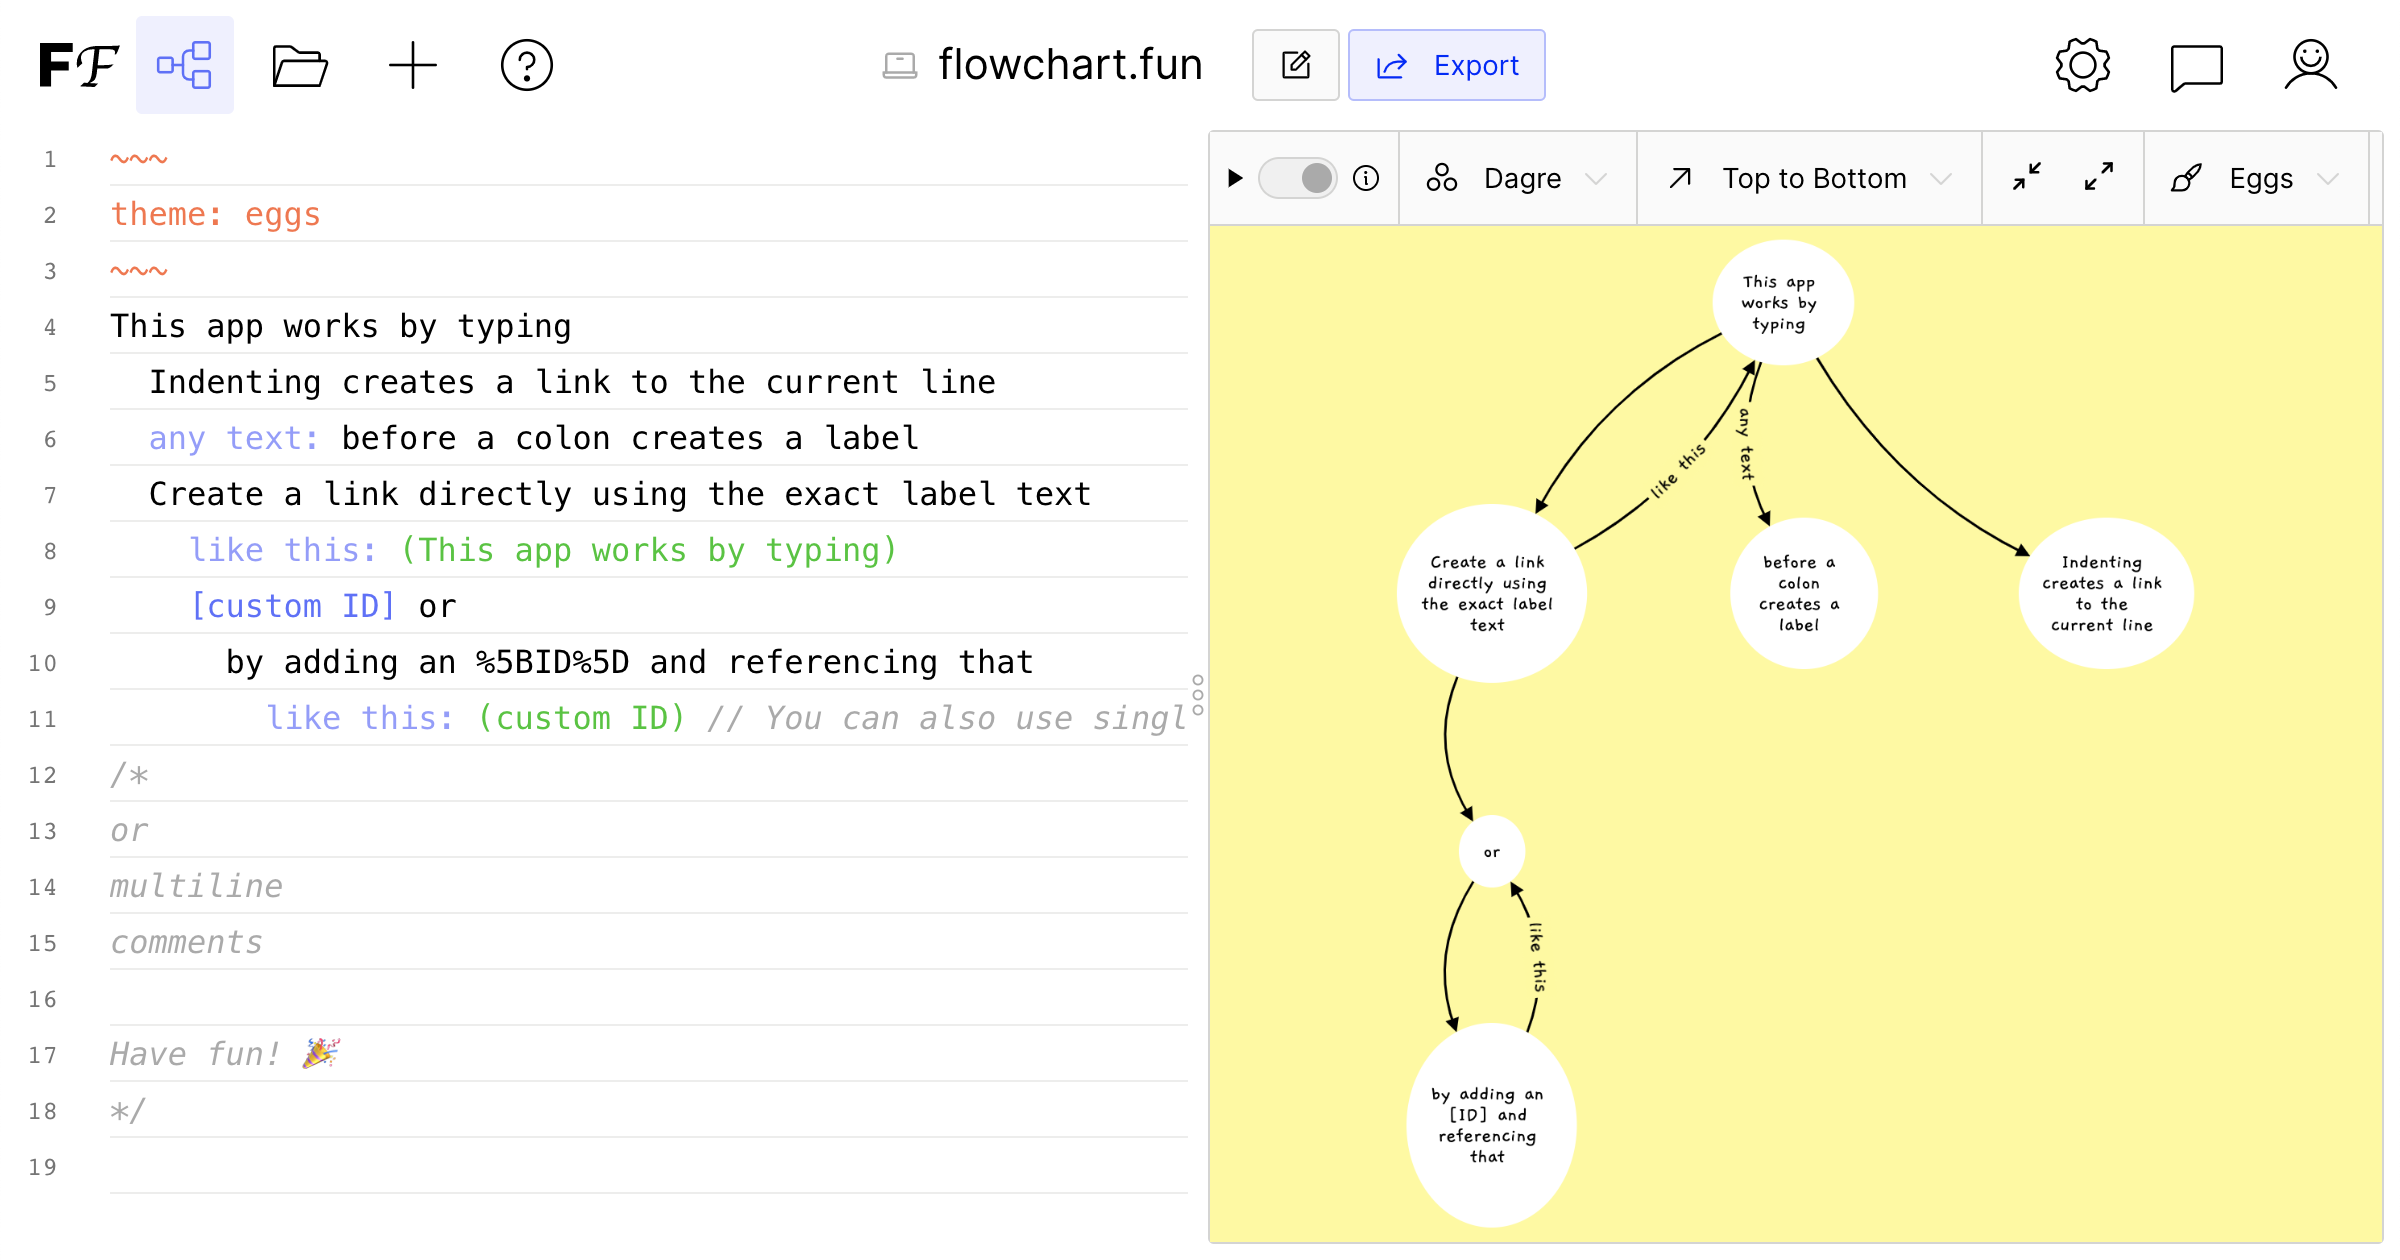 FF
flowchart.fun
Export
1 ~~~
2 theme: eggs
3 ~~~
4 This app works by typing
5 Indenting creates a link to the current line
6 any text: before a colon creates a label
7 Create a link directly using the exact label text
8 like this: (This app works by typing)
9 [custom ID] or
10 by adding an %5BID%5D and referencing that
11 like this: (custom ID) // You can also use singl
12 /*
13 or
14 multiline
15 comments
16
17 Have fun! 🎉
18 */
19
Dagre
Top to Bottom
Eggs
This app
works by
typing
like this
any text
Create a link
directly using
the exact label
text
before a
colon
creates a
label
Indenting
creates a link
to the
current line
or
like this
by adding an
[ID] and
referencing
that